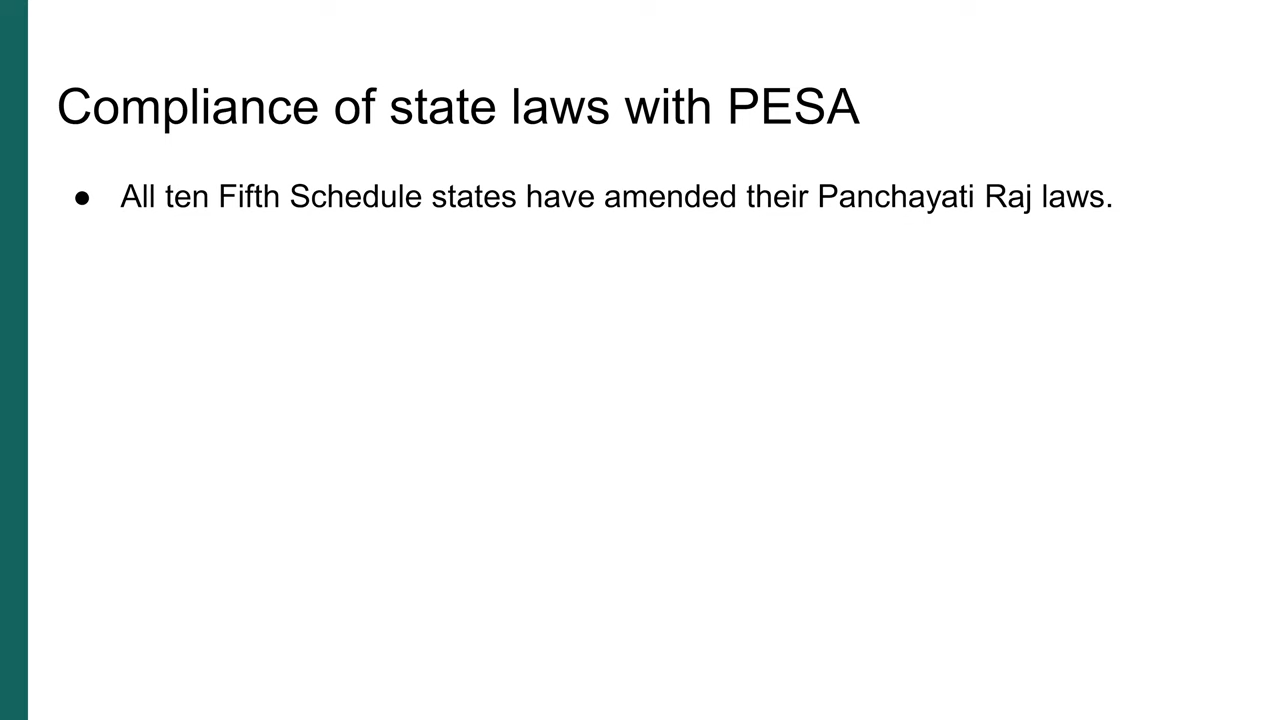 Compliance of state laws with PESA
● All ten Fifth Schedule states have amended their Panchayati Raj laws.